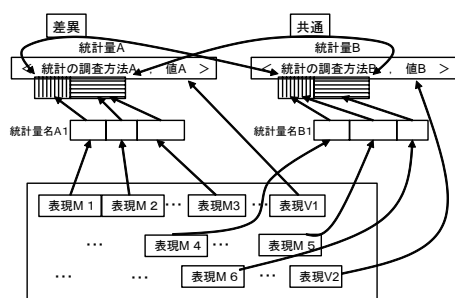 差異
共通
統計量A
統計量B
< 統計の調査方法A , 値A >
< 統計の調査方法B , 値B >
統計量名A1
統計量名B1
表現M 1 表現M 2 … 表現M3 … 表現V1
… 表現M 4 … 表現M 5
… … 表現M 6 … 表現V2